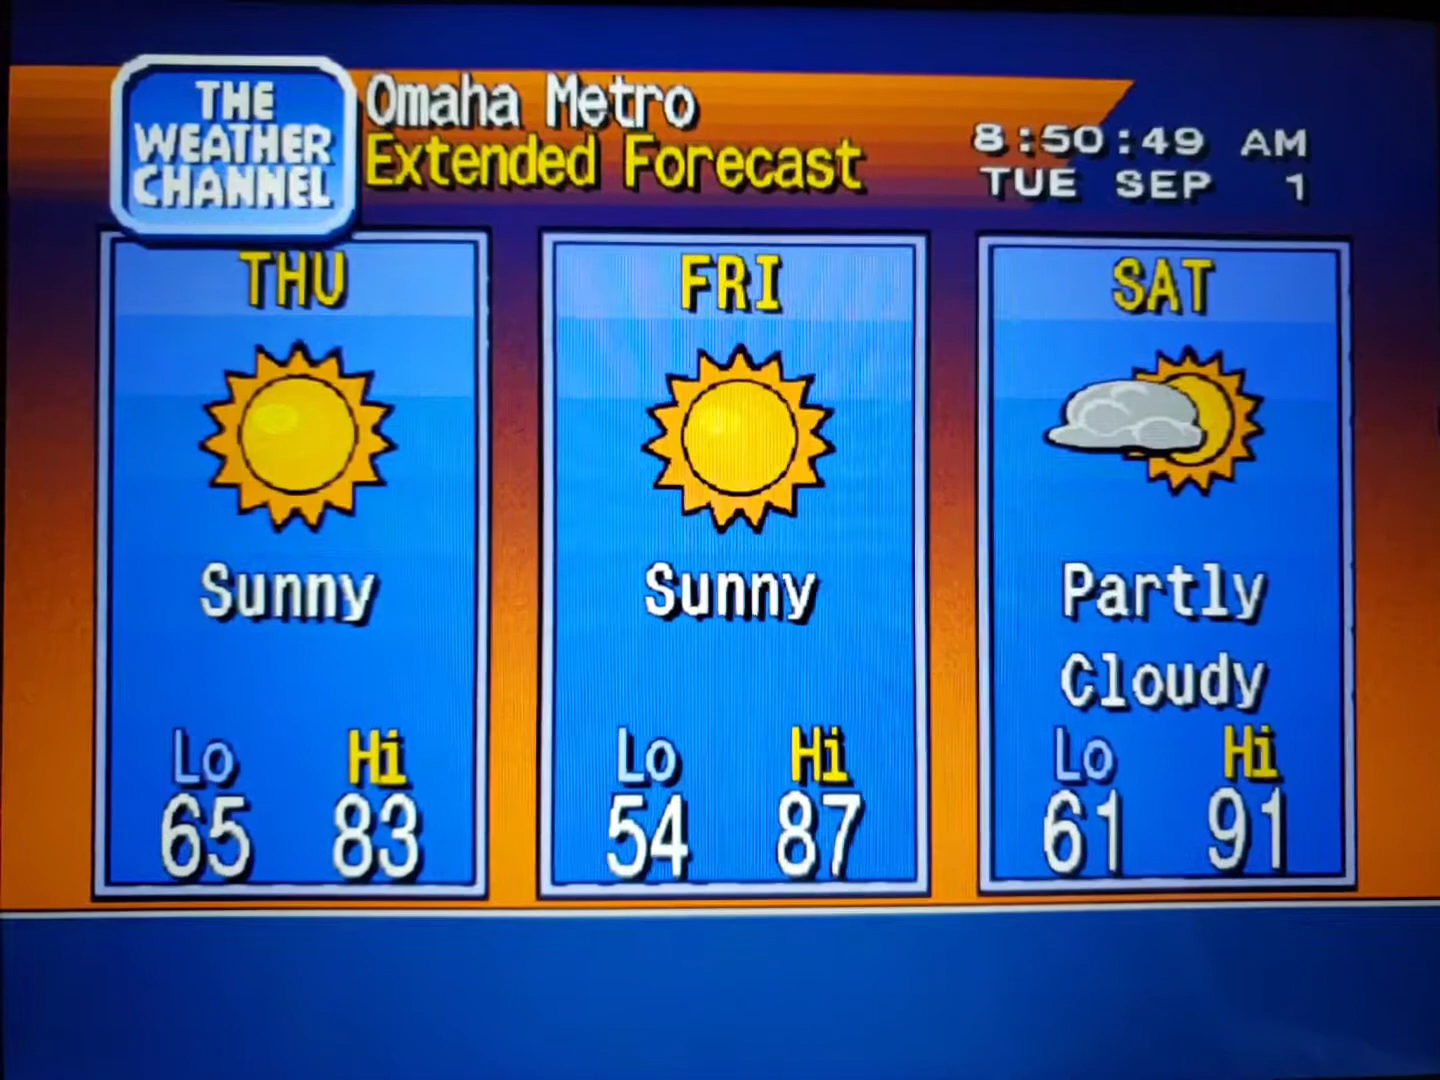 THE
WEATHER
CHANNEL
Omaha Metro
Extended Forecast
8:50:49 AM
TUE SEP 1
THU
Sunny
Lo Hi
65 83
FRI
Sunny
Lo Hi
54 87
SAT
Partly
Cloudy
Lo Hi
61 91